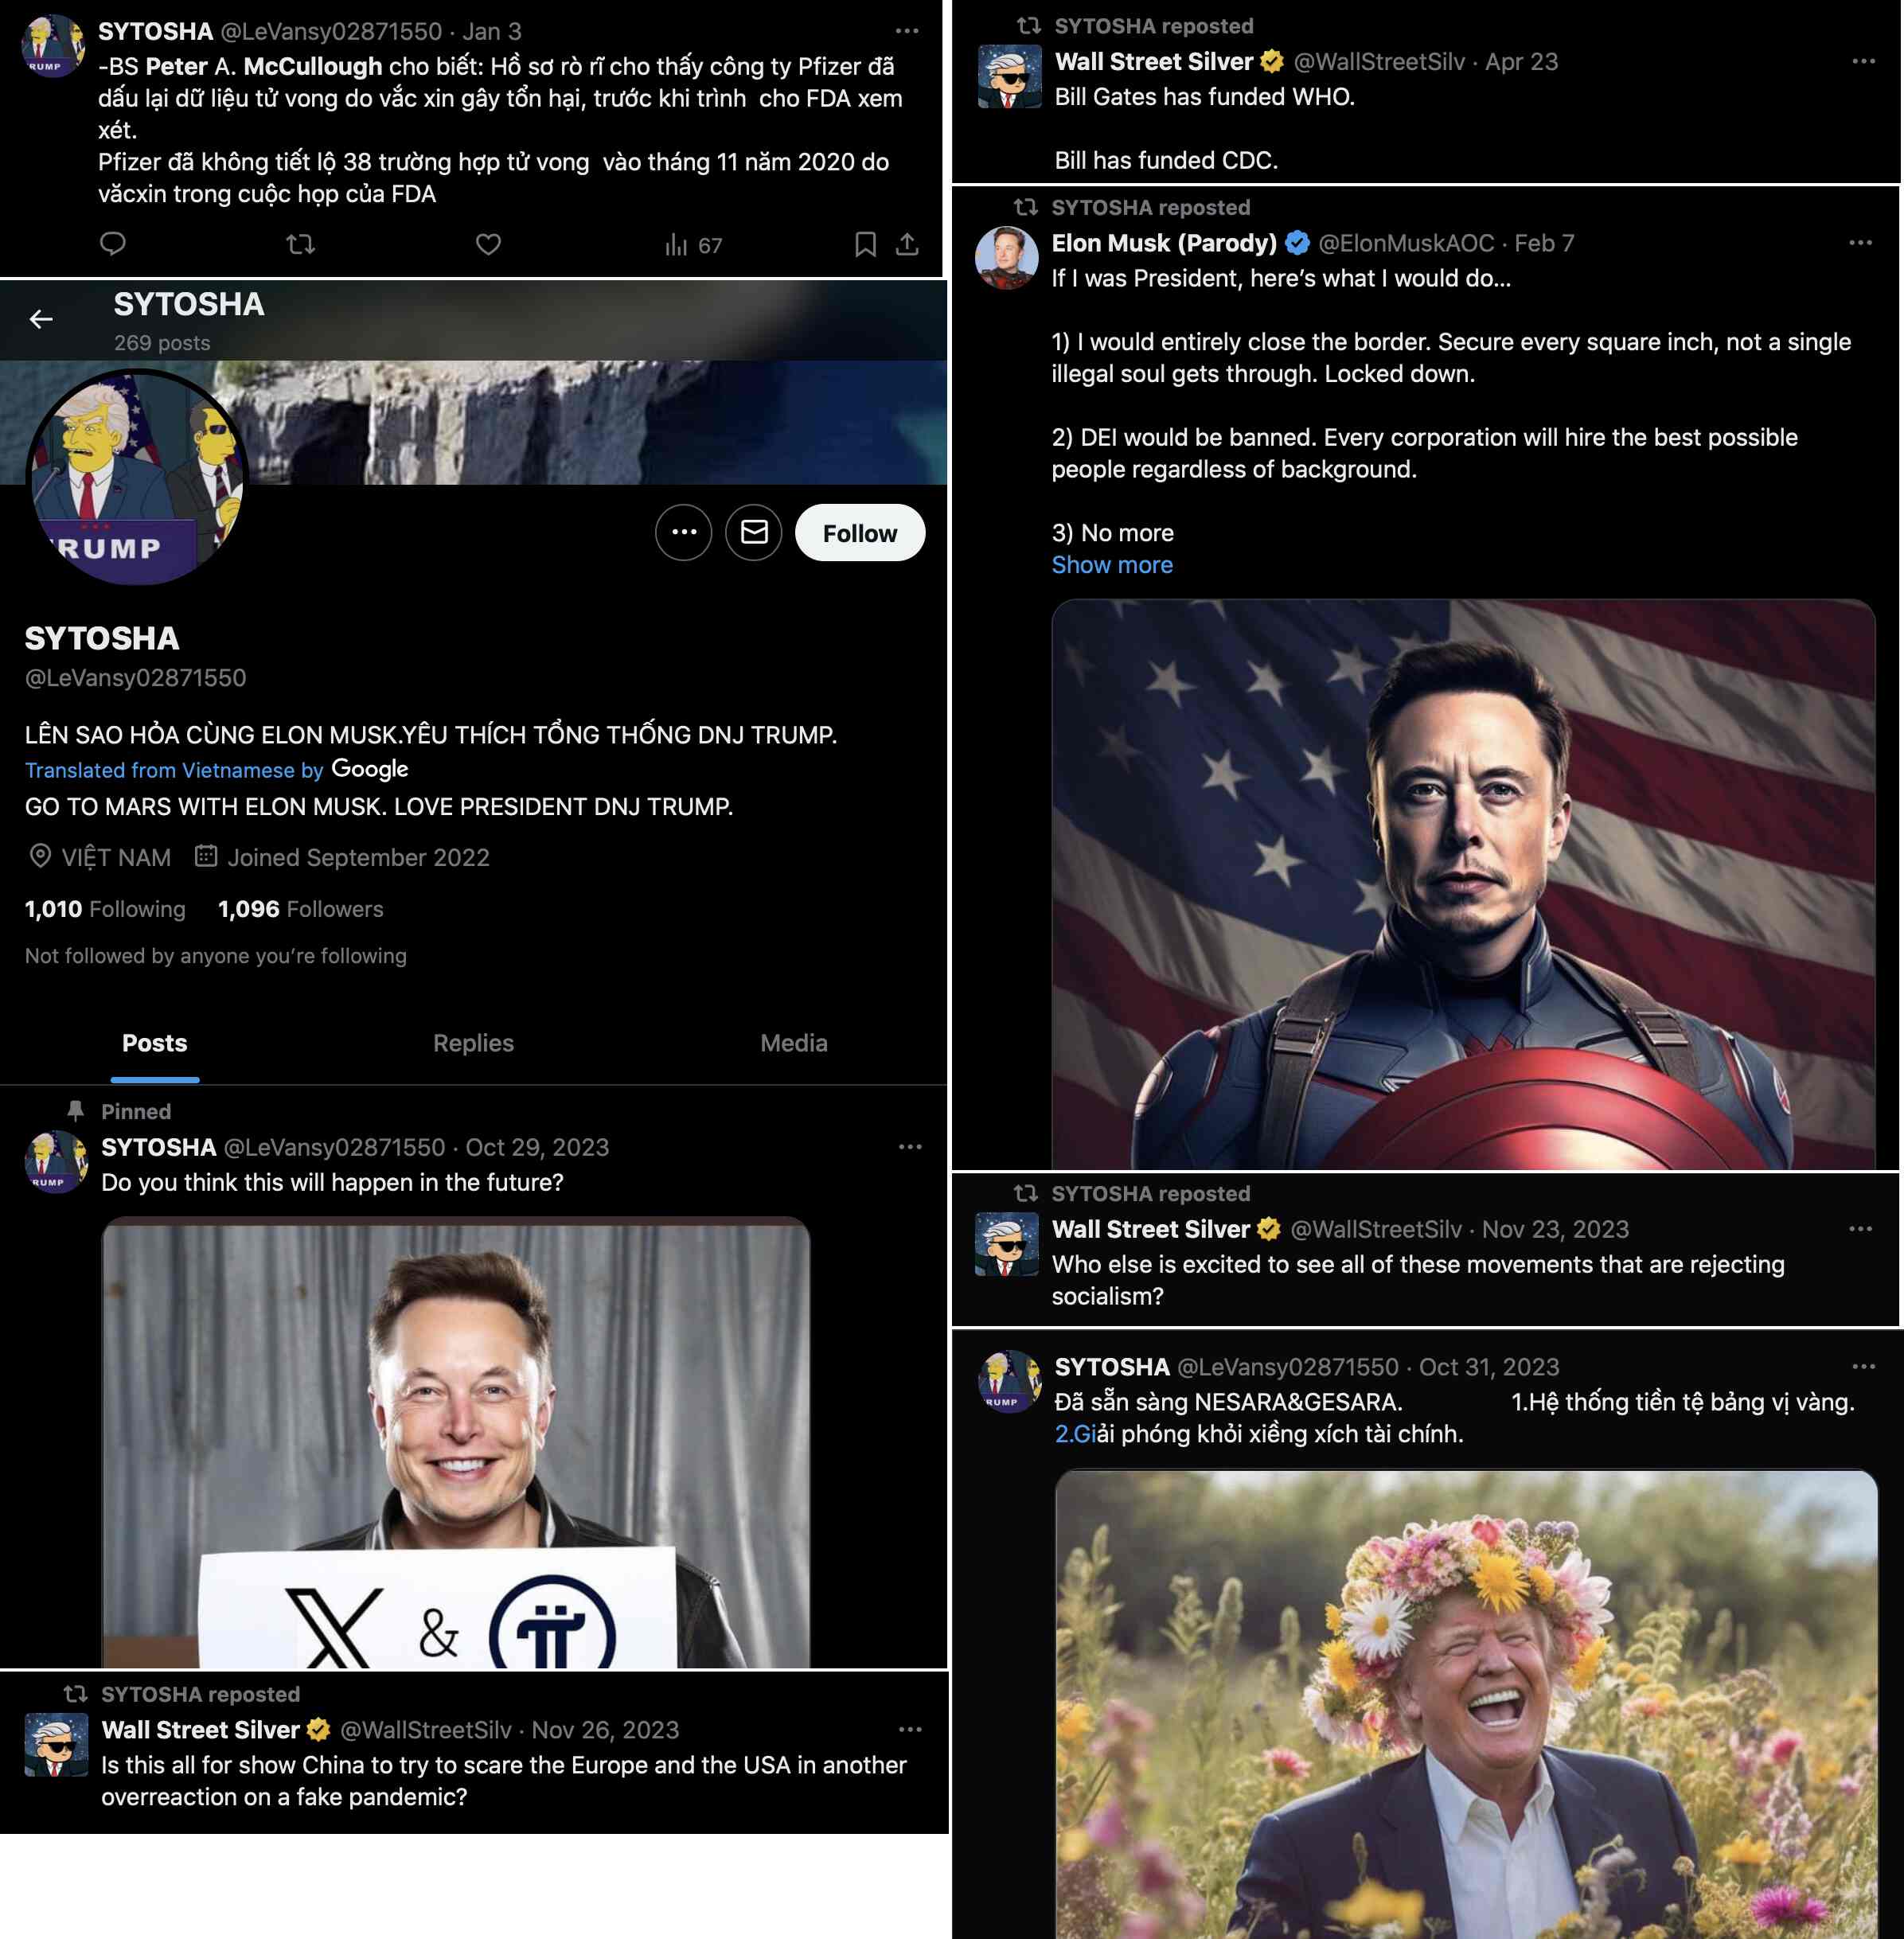 SYTOSHA @LeVansy02871550 · Jan 3
-BS Peter A. McCullough cho biết: Hồ sơ rò rĩ cho thấy công ty Pfizer đã
dấu lại dữ liệu tử vong do vắc xin gây tổn hại, trước khi trình cho FDA xem
xét.
Pfizer đã không tiết lộ 38 trường hợp tử vong vào tháng 11 năm 2020 do
văcxin trong cuộc họp của FDA
67
SYTOSHA
269 posts
RUMP
Follow
SYTOSHA
@LeVansy02871550
LÊN SAO HỎA CÙNG ELON MUSK.YÊU THÍCH TỔNG THỐNG DNJ TRUMP.
Translated from Vietnamese by Google
GO TO MARS WITH ELON MUSK. LOVE PRESIDENT DNJ TRUMP.
VIỆT NAM Joined September 2022
1,010 Following 1,096 Followers
Not followed by anyone you're following
Posts Replies Media
Pinned
SYTOSHA @LeVansy02871550 · Oct 29, 2023
Do you think this will happen in the future?
X &
SYTOSHA reposted
Wall Street Silver @WallStreetSilv · Nov 26, 2023
Is this all for show China to try to scare the Europe and the USA in another
overreaction on a fake pandemic?
SYTOSHA reposted
Wall Street Silver @WallStreetSilv · Apr 23
Bill Gates has funded WHO.
Bill has funded CDC.
SYTOSHA reposted
Elon Musk (Parody) @ElonMuskAOC · Feb 7
If I was President, here's what I would do...
1) I would entirely close the border. Secure every square inch, not a single
illegal soul gets through. Locked down.
2) DEI would be banned. Every corporation will hire the best possible
people regardless of background.
3) No more
Show more
SYTOSHA reposted
Wall Street Silver @WallStreetSilv · Nov 23, 2023
Who else is excited to see all of these movements that are rejecting
socialism?
SYTOSHA @LeVansy02871550 · Oct 31, 2023
Đã sẵn sàng NESARA&GESARA. 1.Hệ thống tiền tệ bảng vị vàng.
2.Giải phóng khỏi xiềng xích tài chính.